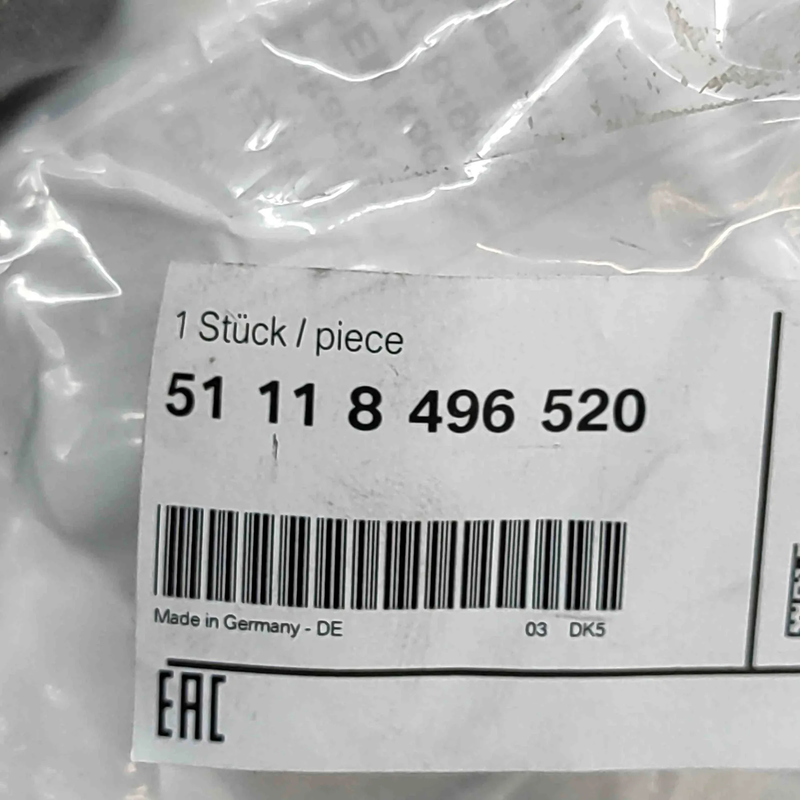 1 Stück / piece
51 11 8 496 520
Made in Germany - DE
03 DK5
EAC